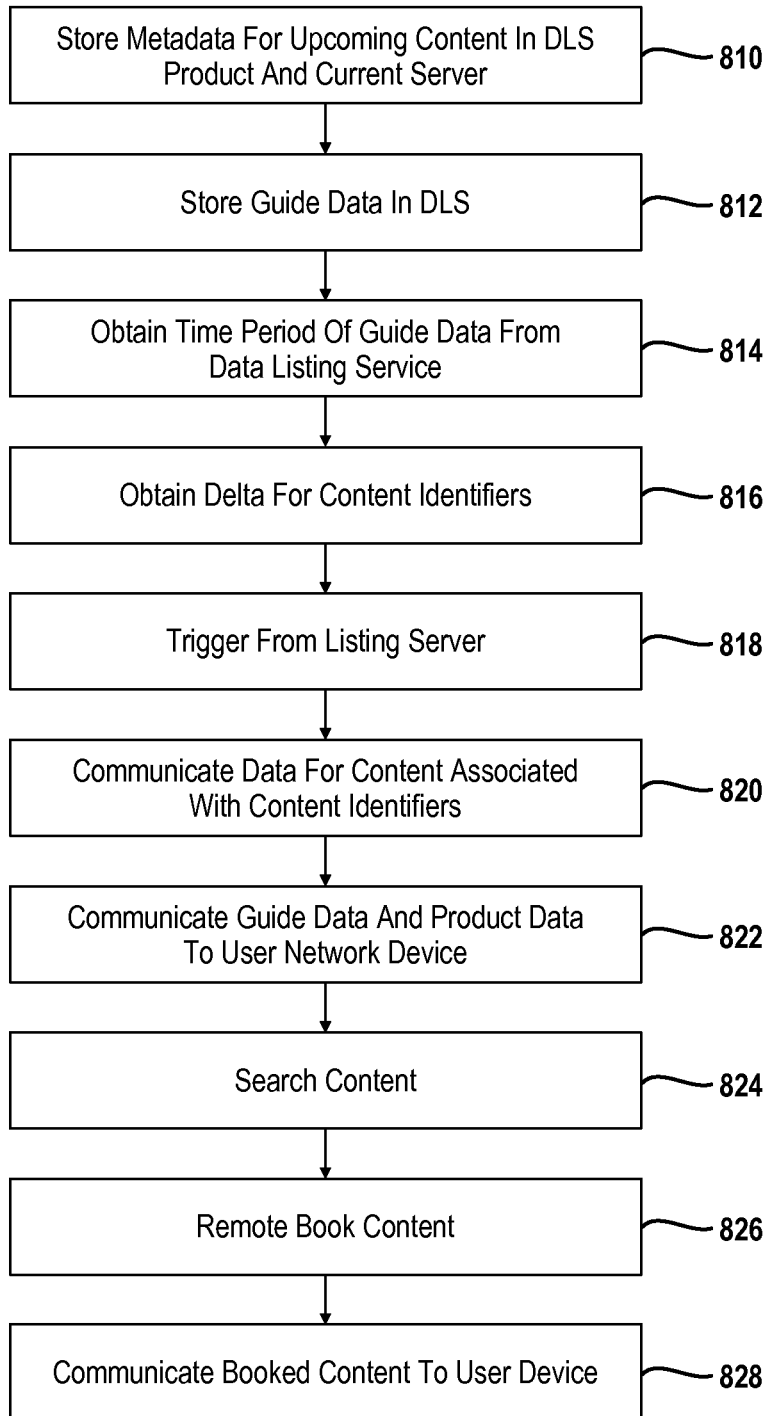 Store Metadata For Upcoming Content In DLS
Product And Current Server
810
Store Guide Data In DLS
812
Obtain Time Period Of Guide Data From
Data Listing Service
814
Obtain Delta For Content Identifiers
816
Trigger From Listing Server
818
Communicate Data For Content Associated
With Content Identifiers
820
Communicate Guide Data And Product Data
To User Network Device
822
Search Content
824
Remote Book Content
826
Communicate Booked Content To User Device
828